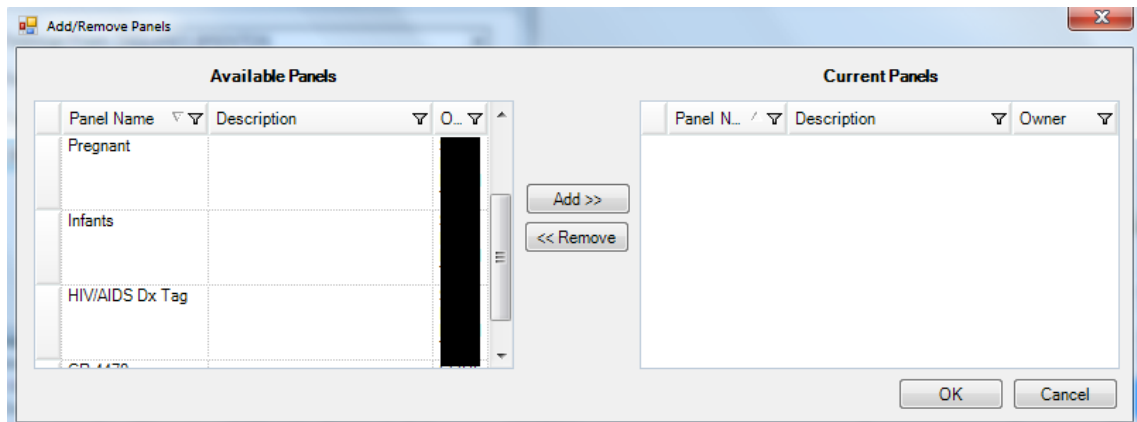 Add/Remove Panels
Available Panels
Current Panels
Panel Name Description O...
Panel N... Description Owner
Pregnant
Infants
HIV/AIDS Dx Tag
Add >>
<< Remove
OK Cancel